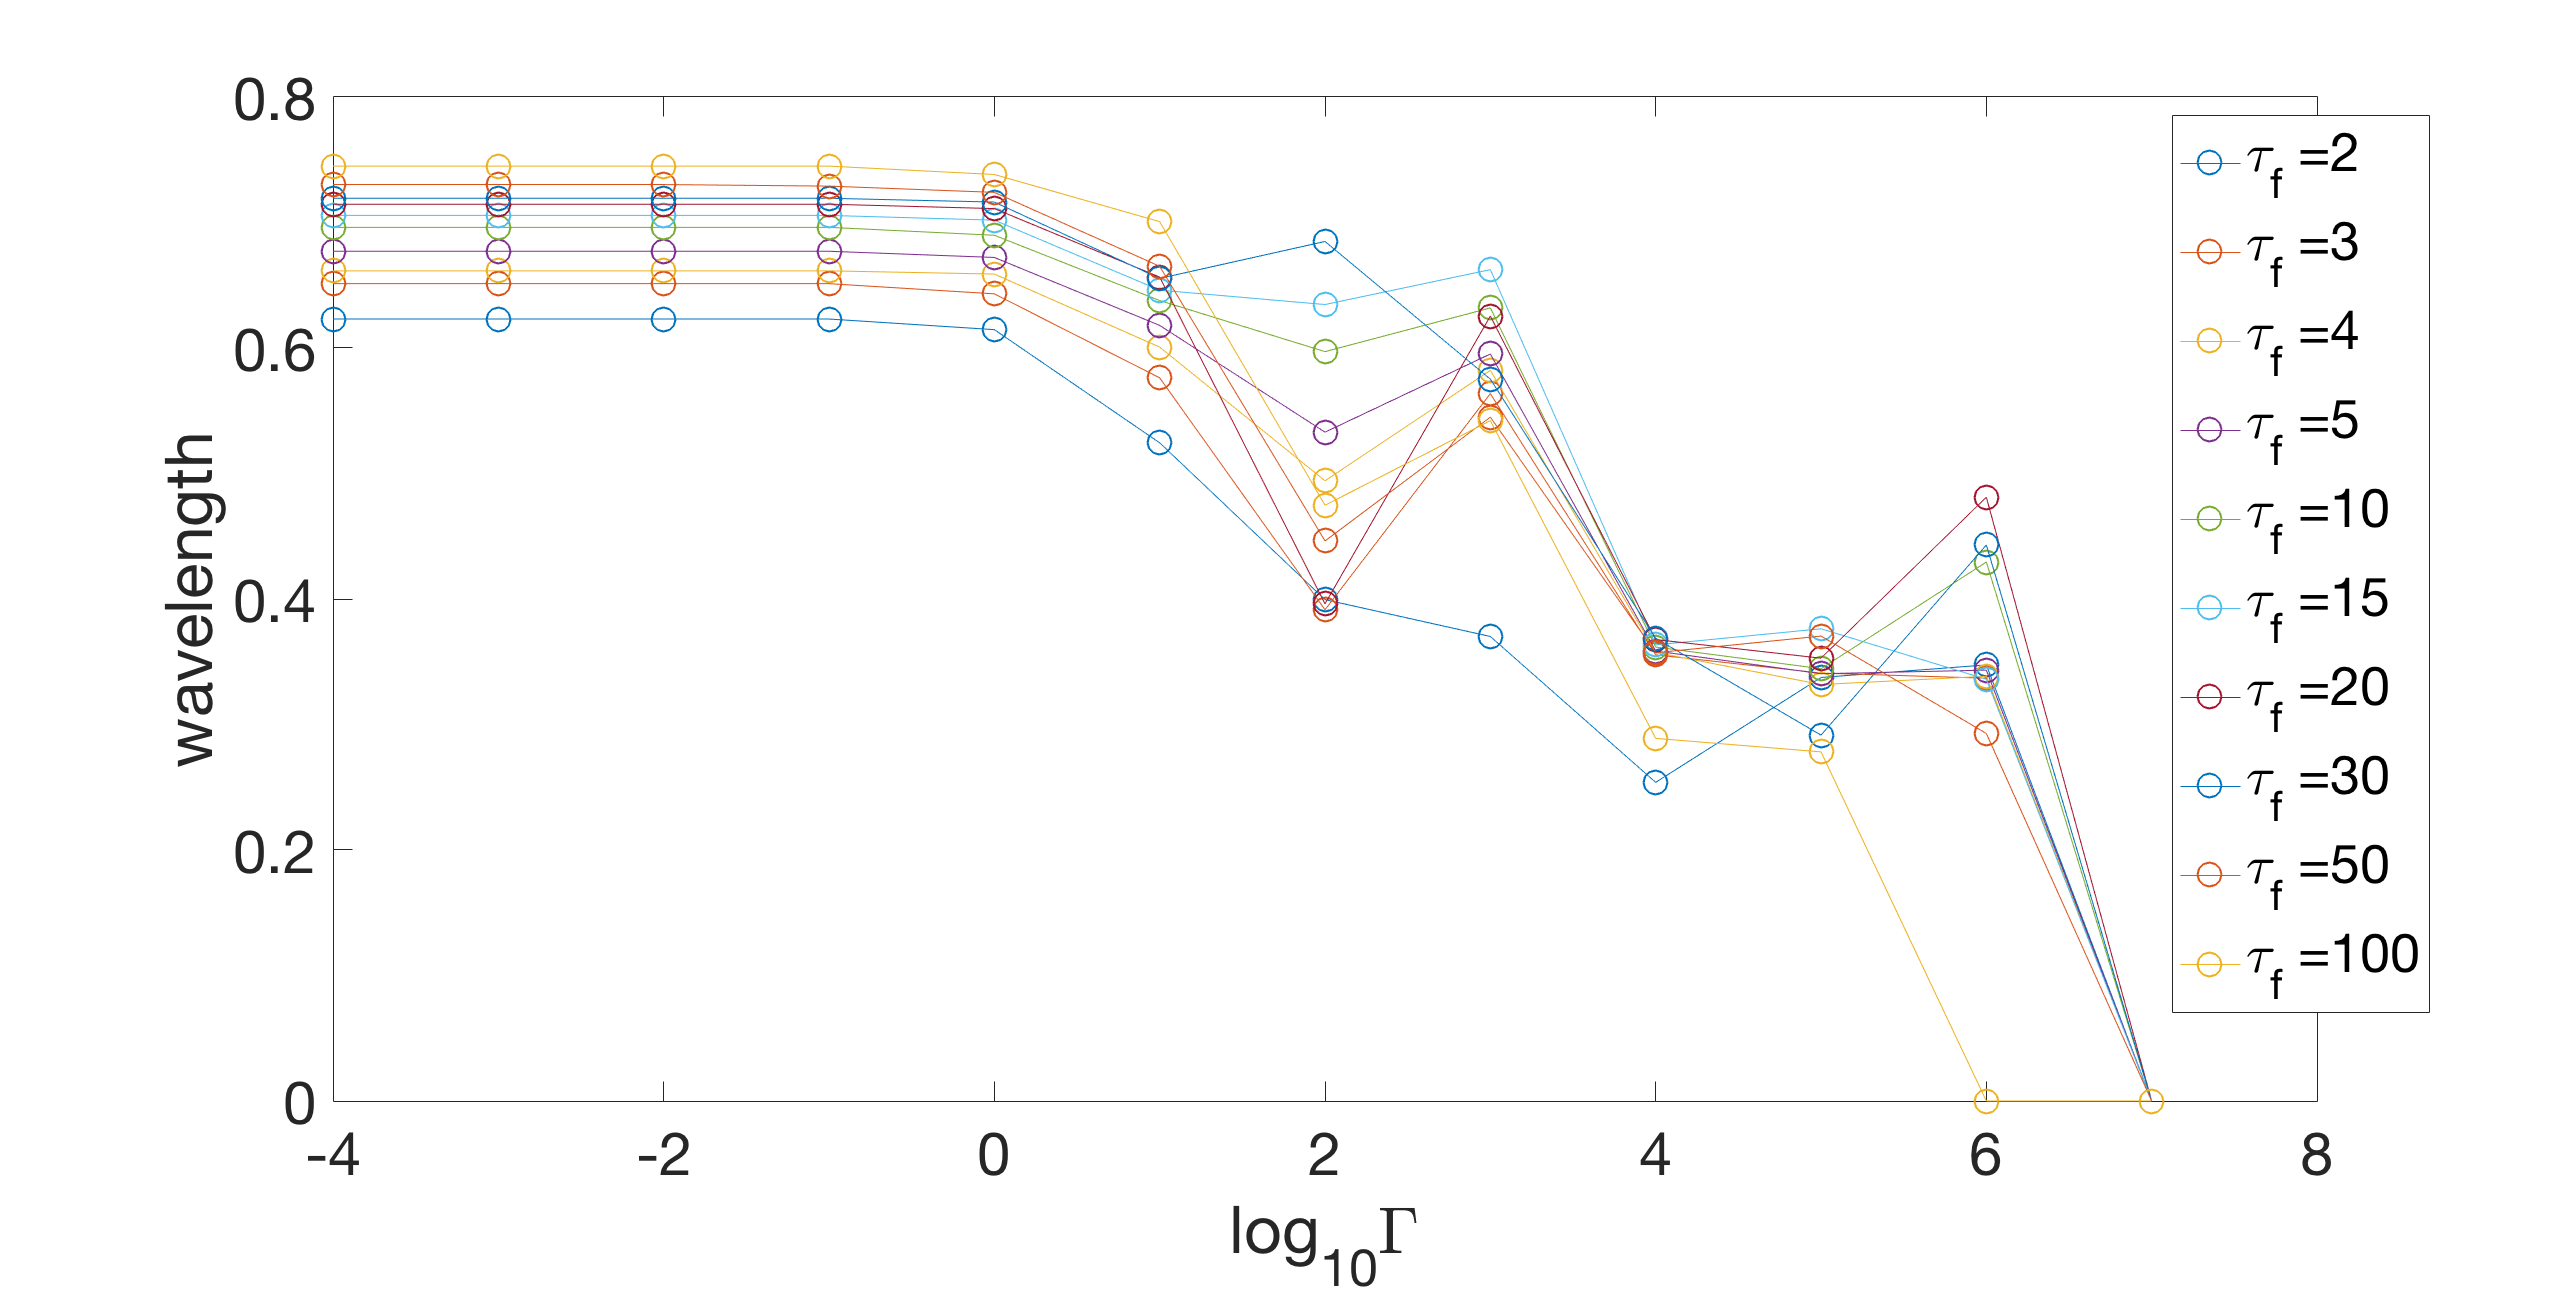 0.8
0.6
0.4
0.2
0
wavelength
-4 -2 0 2 4 6 8
log10Γ
τf =2
τf =3
τf =4
τf =5
τf =10
τf =15
τf =20
τf =30
τf =50
τf =100